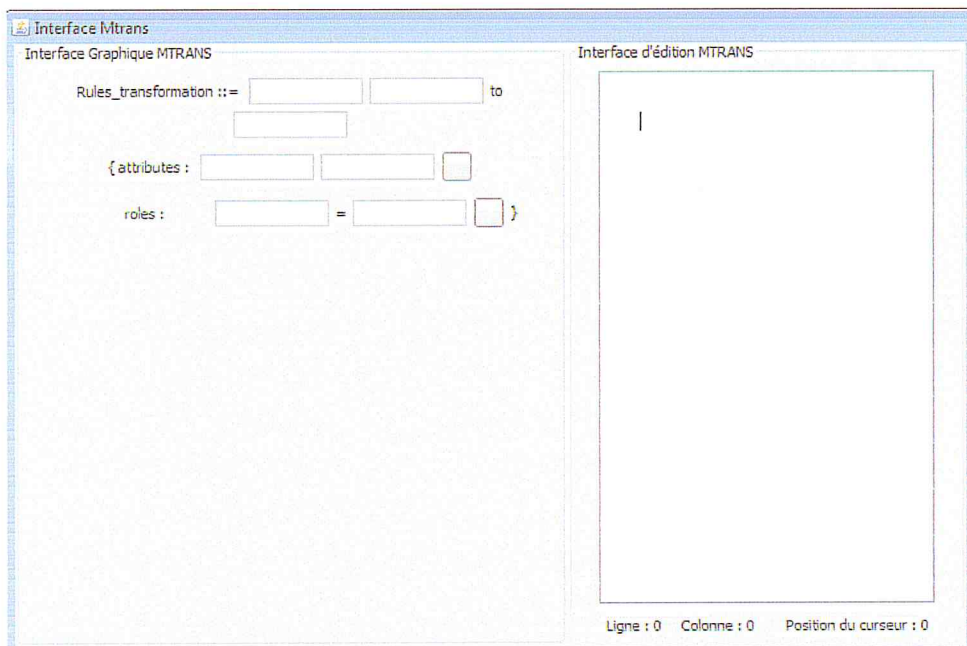 Interface Mtrans
Interface Graphique MTRANS
Rules_transformation ::= to
{ attributes :
roles : = }
Interface d'édition MTRANS
Ligne : 0 Colonne : 0 Position du curseur : 0